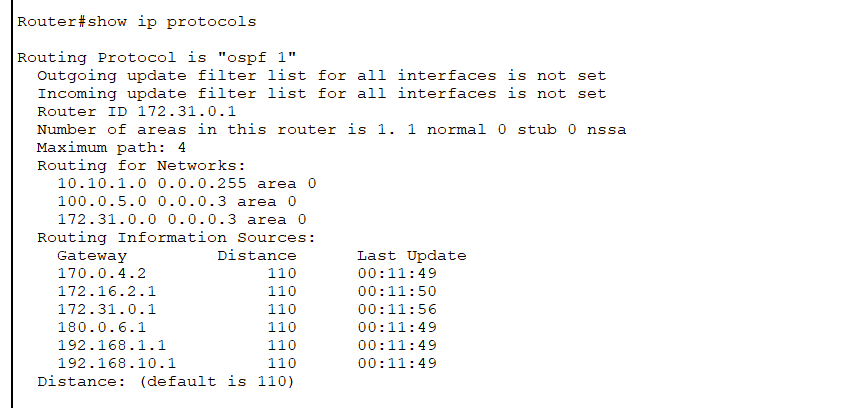 Router#show ip protocols
Routing Protocol is "ospf 1"
Outgoing update filter list for all interfaces is not set
Incoming update filter list for all interfaces is not set
Router ID 172.31.0.1
Number of areas in this router is 1. 1 normal 0 stub 0 nssa
Maximum path: 4
Routing for Networks:
10.10.1.0 0.0.0.255 area 0
100.0.5.0 0.0.0.3 area 0
172.31.0.0 0.0.0.3 area 0
Routing Information Sources:
Gateway Distance Last Update
170.0.4.2 110 00:11:49
172.16.2.1 110 00:11:50
172.31.0.1 110 00:11:56
180.0.6.1 110 00:11:49
192.168.1.1 110 00:11:49
192.168.10.1 110 00:11:49
Distance: (default is 110)